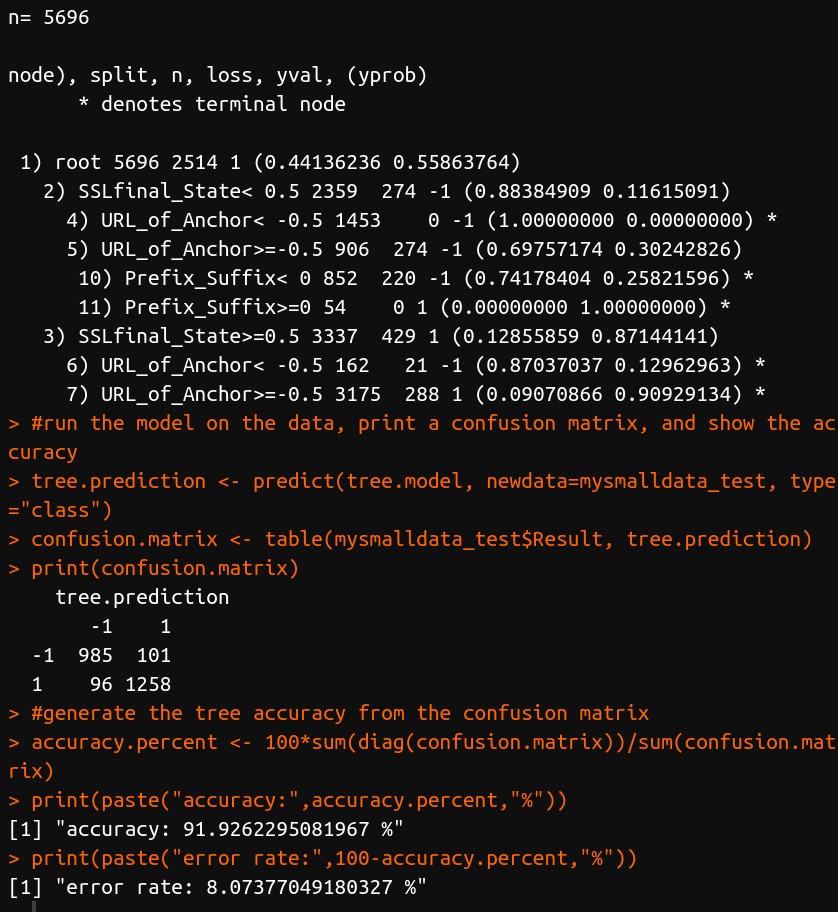 n= 5696
node), split, n, loss, yval, (yprob)
      * denotes terminal node
 1) root 5696 2514 1 (0.44136236 0.55863764)
   2) SSLfinal_State< 0.5 2359  274 -1 (0.88384909 0.11615091)
     4) URL_of_Anchor< -0.5 1453    0 -1 (1.00000000 0.00000000) *
     5) URL_of_Anchor>=-0.5 906  274 -1 (0.69757174 0.30242826)
      10) Prefix_Suffix< 0 852  220 -1 (0.74178404 0.25821596) *
      11) Prefix_Suffix>=0 54    0 1 (0.00000000 1.00000000) *
   3) SSLfinal_State>=0.5 3337  429 1 (0.12855859 0.87144141)
     6) URL_of_Anchor< -0.5 162   21 -1 (0.87037037 0.12962963) *
     7) URL_of_Anchor>=-0.5 3175  288 1 (0.09070866 0.90929134) *
> #run the model on the data, print a confusion matrix, and show the ac
curacy
> tree.prediction <- predict(tree.model, newdata=mysmalldata_test, type
="class")
> confusion.matrix <- table(mysmalldata_test$Result, tree.prediction)
> print(confusion.matrix)
    tree.prediction
       -1    1
  -1  985  101
  1    96 1258
> #generate the tree accuracy from the confusion matrix
> accuracy.percent <- 100*sum(diag(confusion.matrix))/sum(confusion.mat
rix)
> print(paste("accuracy:",accuracy.percent,"%"))
[1] "accuracy: 91.9262295081967 %"
> print(paste("error rate:",100-accuracy.percent,"%"))
[1] "error rate: 8.07377049180327 %"